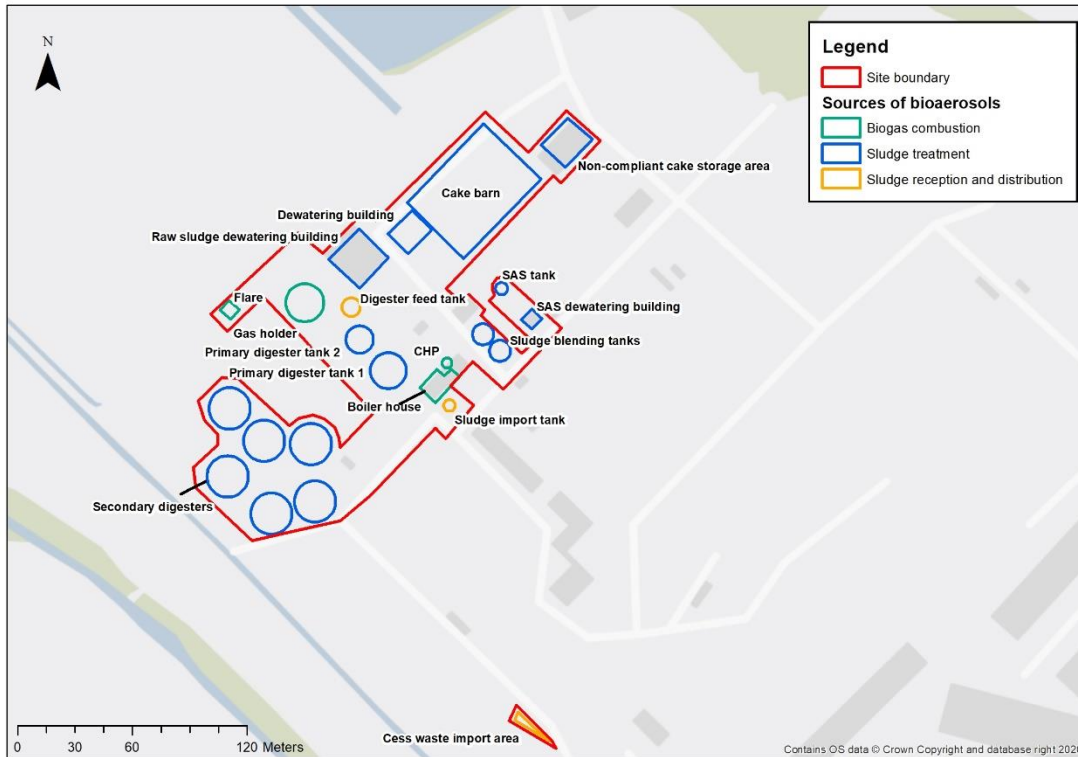 N
Legend
Site boundary
Sources of bioaerosols
Biogas combustion
Sludge treatment
Sludge reception and distribution
Non-compliant cake storage area
Cake barn
Dewatering building
Raw sludge dewatering building
SAS tank
Flare
Digester feed tank
SAS dewatering building
Gas holder
Sludge blending tanks
Primary digester tank 2
CHP
Primary digester tank 1
Boiler house
Sludge import tank
Secondary digesters
Cess waste import area
0 30 60 120 Meters
Contains OS data © Crown Copyright and database right 2020